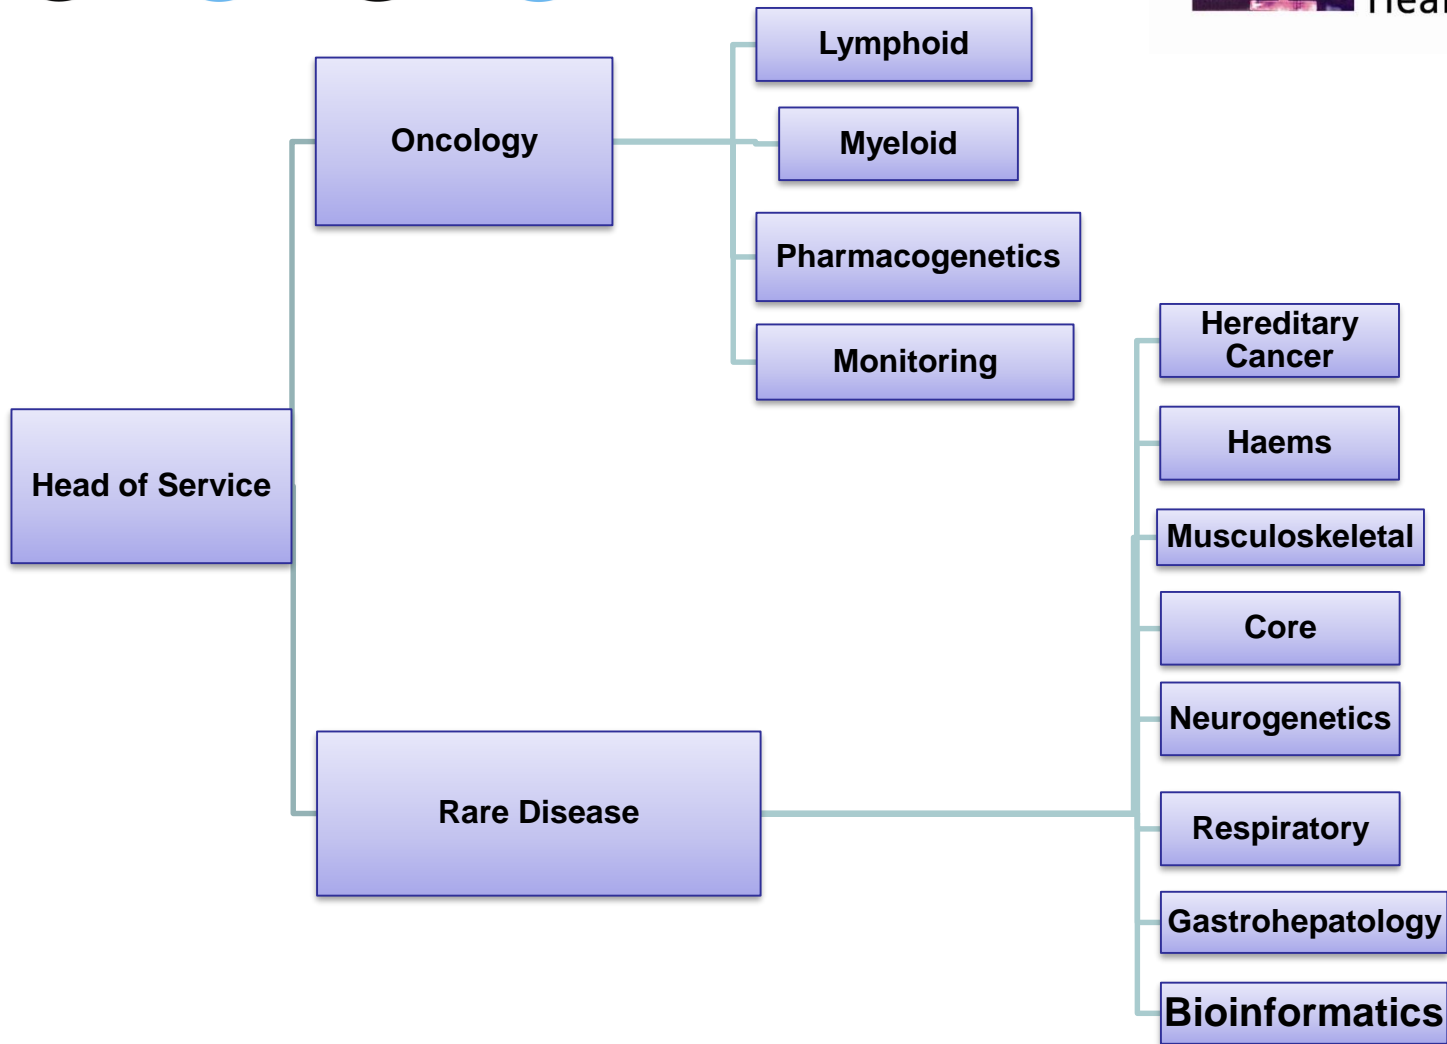 Lymphoid
Oncology
Myeloid
Pharmacogenetics
Monitoring
Hereditary
Cancer
Haems
Head of Service
Musculoskeletal
Core
Neurogenetics
Rare Disease
Respiratory
Gastrohepatology
Bioinformatics